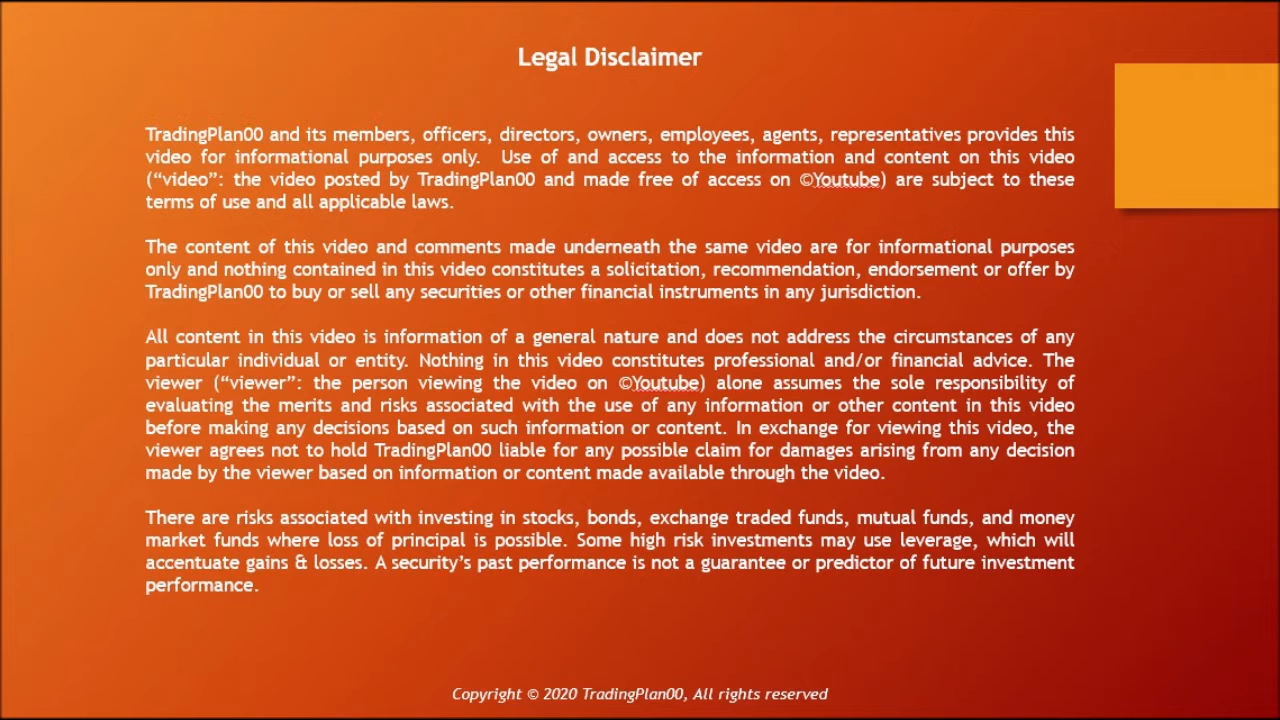 Legal Disclaimer
TradingPlan00 and its members, officers, directors, owners, employees, agents, representatives provides this
video for informational purposes only.  Use of and access to the information and content on this video
(“video”: the video posted by TradingPlan00 and made free of access on ©Youtube) are subject to these
terms of use and all applicable laws.
The content of this video and comments made underneath the same video are for informational purposes
only and nothing contained in this video constitutes a solicitation, recommendation, endorsement or offer by
TradingPlan00 to buy or sell any securities or other financial instruments in any jurisdiction.
All content in this video is information of a general nature and does not address the circumstances of any
particular individual or entity. Nothing in this video constitutes professional and/or financial advice. The
viewer (“viewer”: the person viewing the video on ©Youtube) alone assumes the sole responsibility of
evaluating the merits and risks associated with the use of any information or other content in this video
before making any decisions based on such information or content. In exchange for viewing this video, the
viewer agrees not to hold TradingPlan00 liable for any possible claim for damages arising from any decision
made by the viewer based on information or content made available through the video.
There are risks associated with investing in stocks, bonds, exchange traded funds, mutual funds, and money
market funds where loss of principal is possible. Some high risk investments may use leverage, which will
accentuate gains & losses. A security’s past performance is not a guarantee or predictor of future investment
performance.
Copyright © 2020 TradingPlan00, All rights reserved